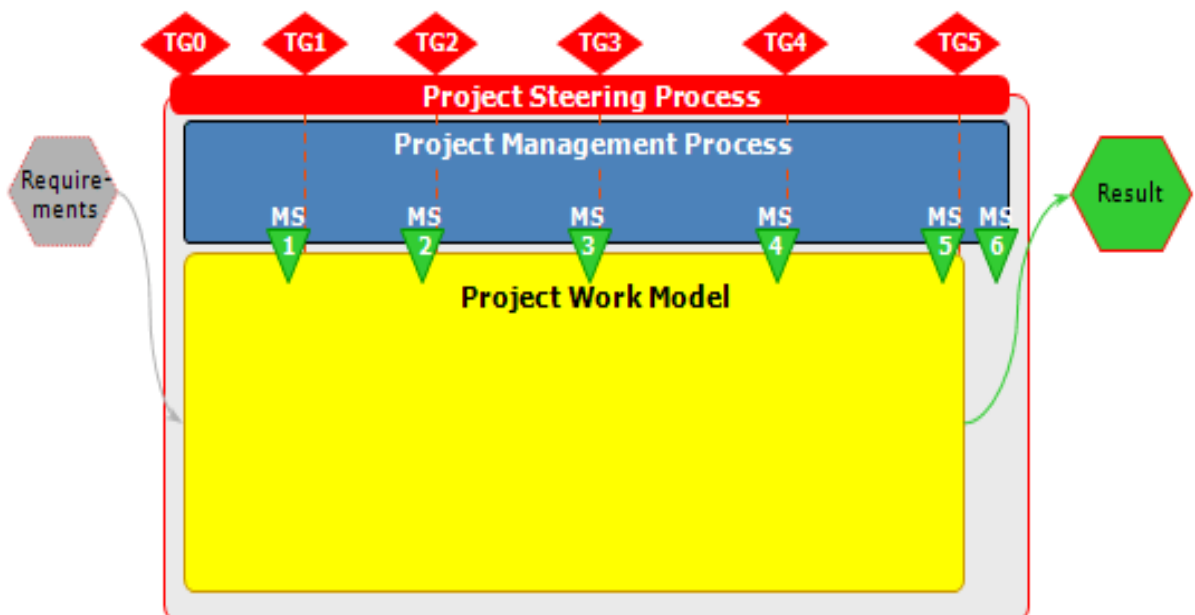 TG0 TG1 TG2 TG3 TG4 TG5
Project Steering Process
Project Management Process
Require-
ments
Result
MS MS MS MS MS MS
1 2 3 4 5 6
Project Work Model